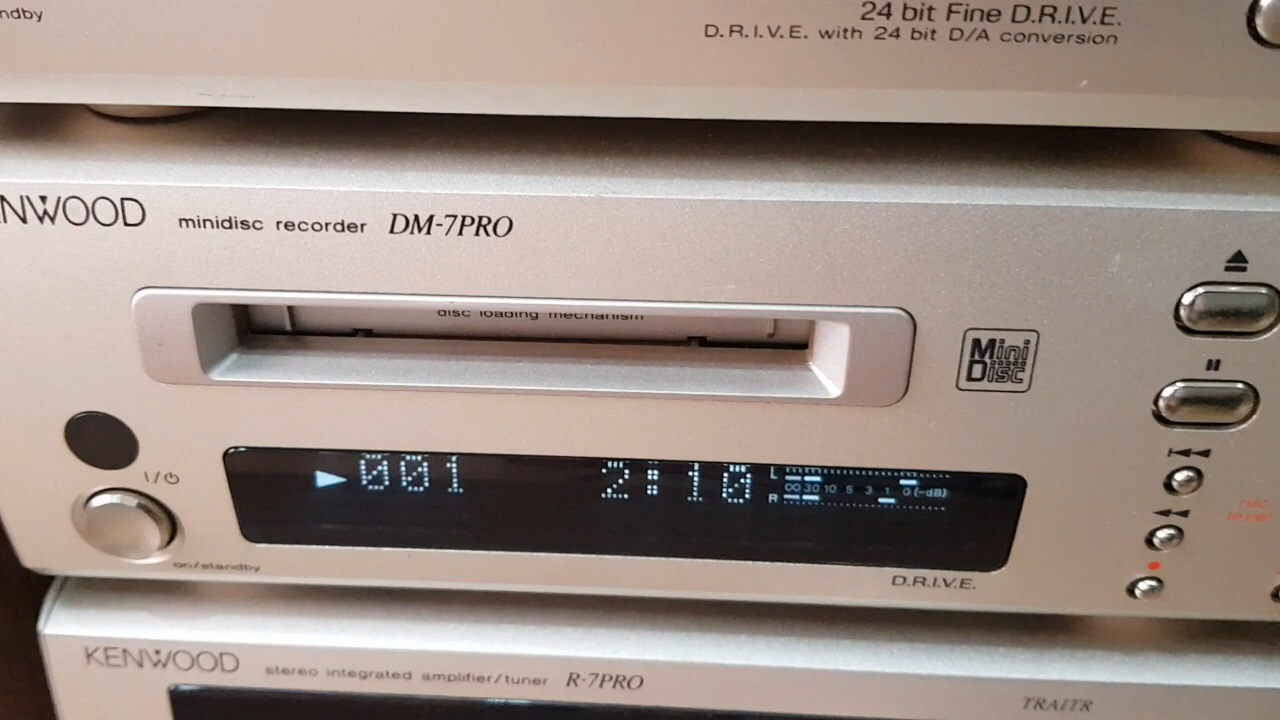 ndby
24 bit Fine D.R.I.V.E.
D.R.I.V.E. with 24 bit D/A conversion
NWOOD minidisc recorder DM-7PRO
disc loading mechanism
Mini
Disc
I/⏻
001 2:10
L
∞ 30 10 5 3 1 0 (-dB)
R
rec
level
on/standby
D.R.I.V.E.
KENWOOD stereo integrated amplifier/tuner R-7PRO
TRAITR